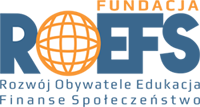 FUNDACJA
ROEFS
Rozwój Obywatele Edukacja
Finanse Społeczeństwo